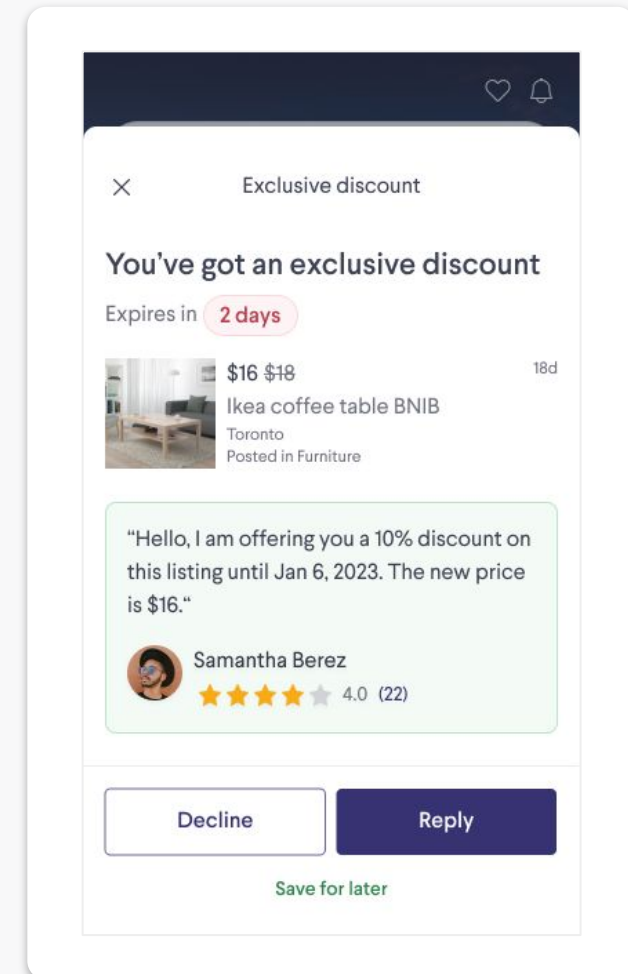 Exclusive discount
You’ve got an exclusive discount
Expires in 2 days
$16 $18 18d
Ikea coffee table BNIB
Toronto
Posted in Furniture
“Hello, I am offering you a 10% discount on
this listing until Jan 6, 2023. The new price
is $16.“
Samantha Berez
4.0 (22)
Decline Reply
Save for later